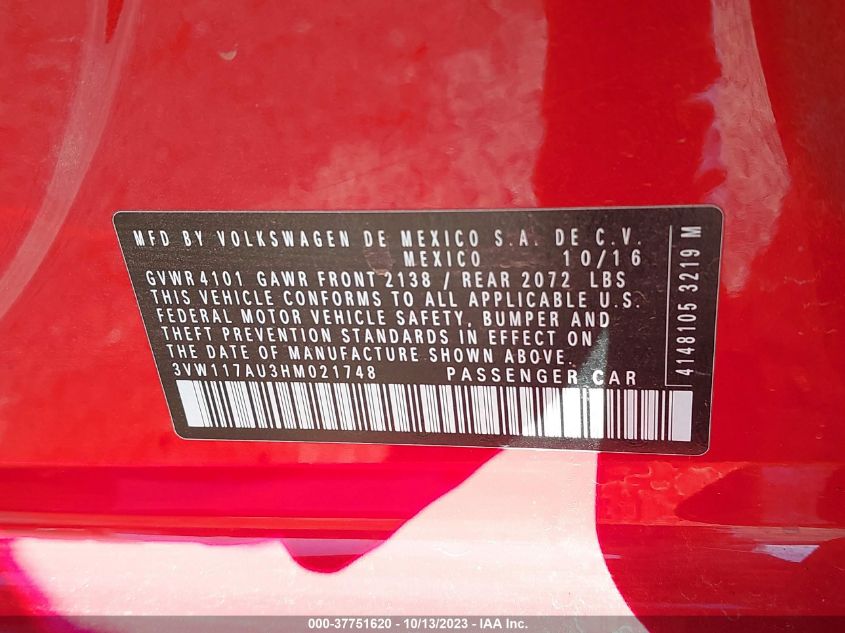 MFD BY VOLKSWAGEN DE MEXICO S.A. DE C.V.
MEXICO 10/16
GVWR 4101 GAWR FRONT 2138 / REAR 2072 LBS
THIS VEHICLE CONFORMS TO ALL APPLICABLE U.S.
FEDERAL MOTOR VEHICLE SAFETY, BUMPER AND
THEFT PREVENTION STANDARDS IN EFFECT ON
THE DATE OF MANUFACTURE SHOWN ABOVE.
3VW117AU3HM021748 PASSENGER CAR
4148105 3219 M
000-37751620 - 10/13/2023 - IAA Inc.